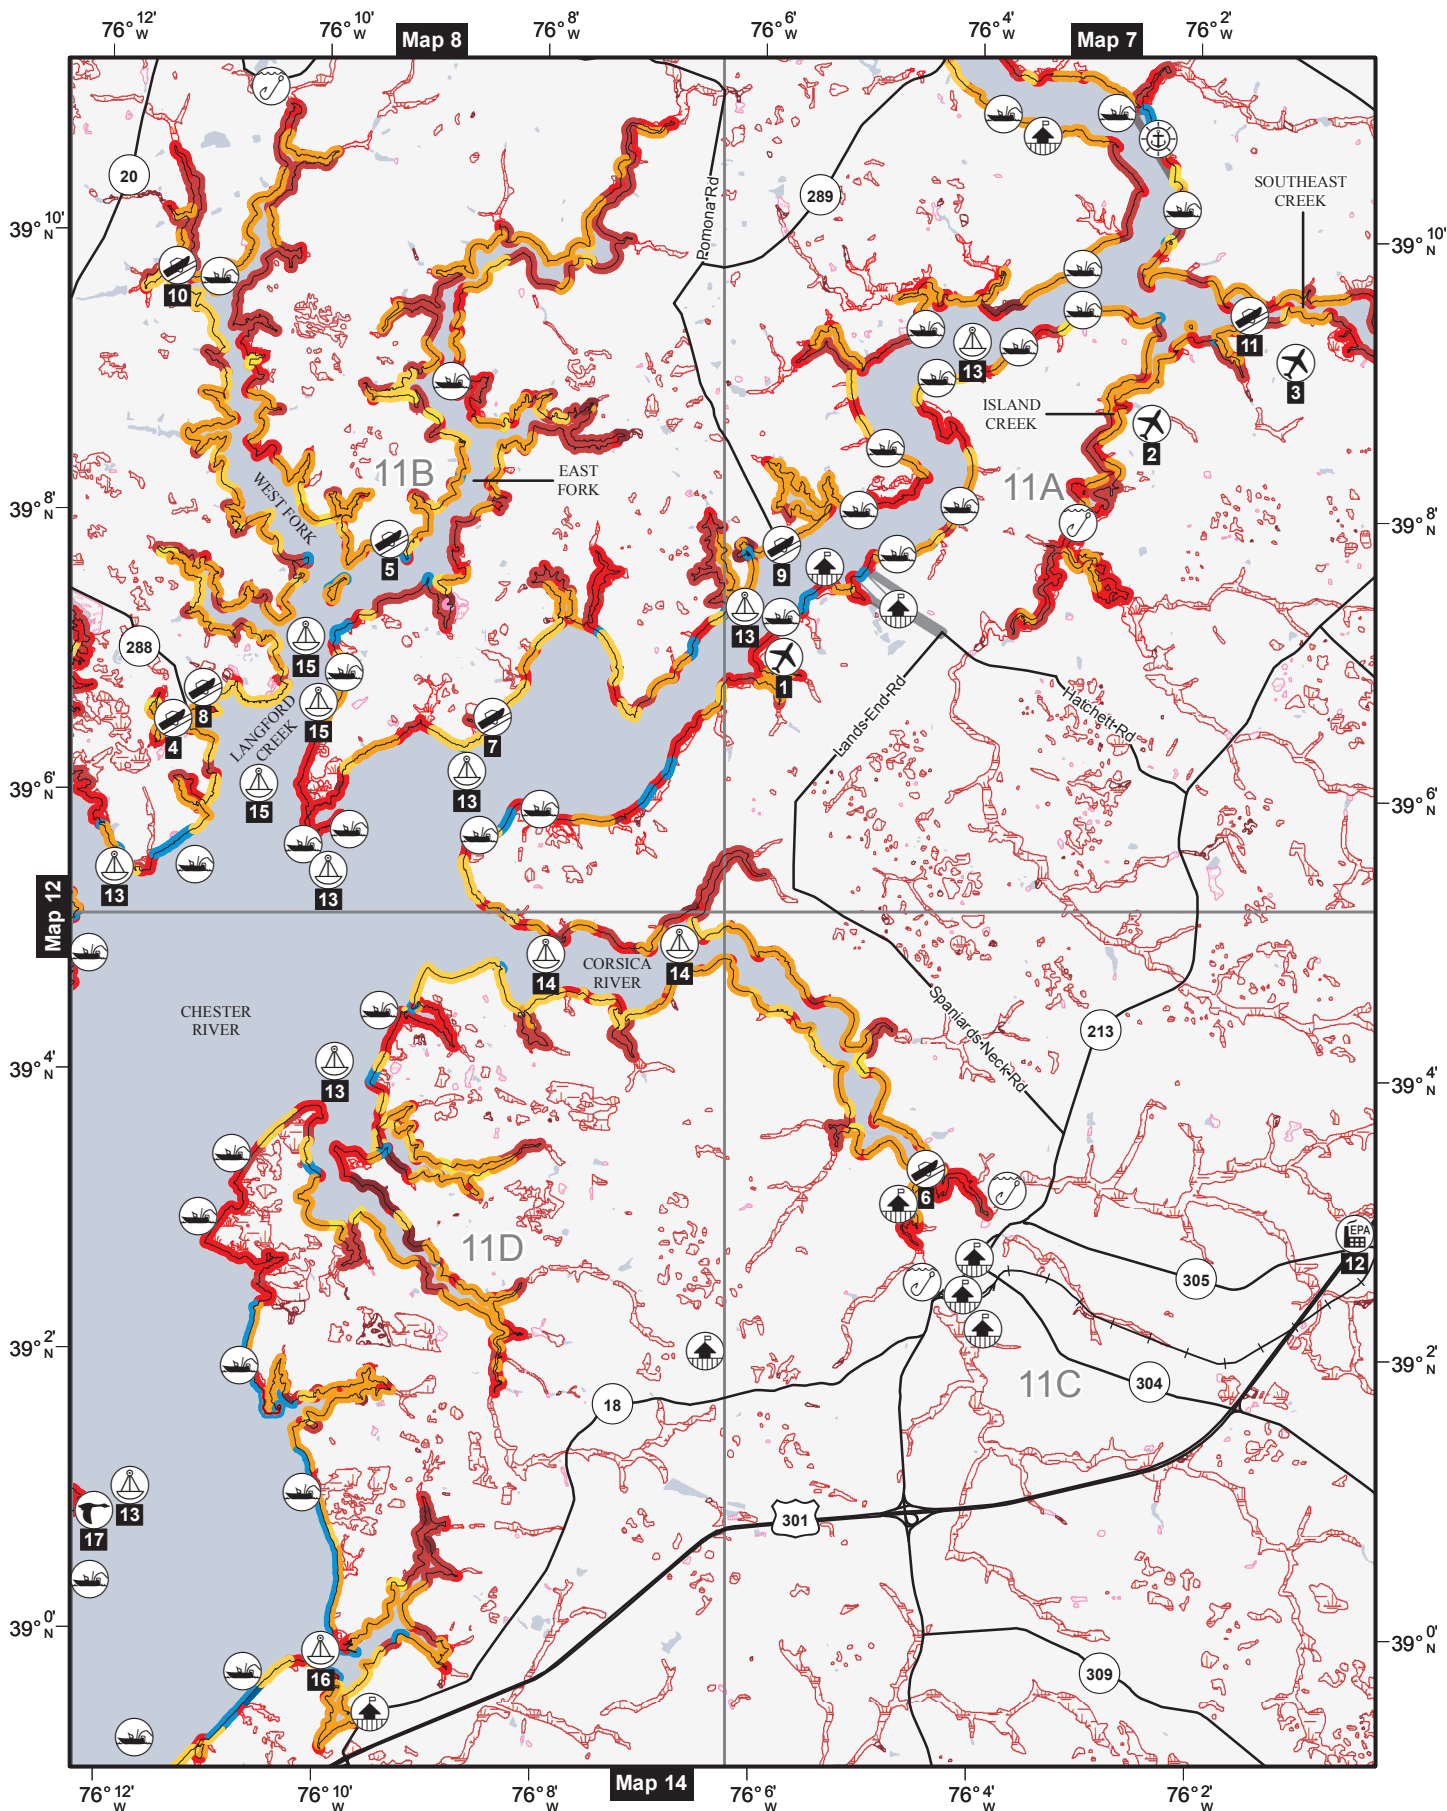 76° 12' W
76° 10' W
Map 8
76° 8' W
76° 6' W
76° 4' W
Map 7
76° 2' W
20
289
Pomona Rd
SOUTHEAST
CREEK
39° 10' N
39° 10' N
10
11
13
3
ISLAND
CREEK
2
11B
EAST
FORK
11A
WEST FORK
39° 8' N
39° 8' N
5
9
288
13
15
1
8
15
4
LANGFORD
CREEK
7
Lands End Rd
Hatchett Rd
39° 6' N
39° 6' N
15
13
13
13
Map 12
14
14
CORSICA
RIVER
CHESTER
RIVER
Spaniards Neck Rd
213
39° 4' N
39° 4' N
13
6
11D
EPA
12
305
39° 2' N
39° 2' N
11C
304
18
301
13
17
39° 0' N
39° 0' N
16
309
76° 12' W
76° 10' W
76° 8' W
Map 14
76° 6' W
76° 4' W
76° 2' W